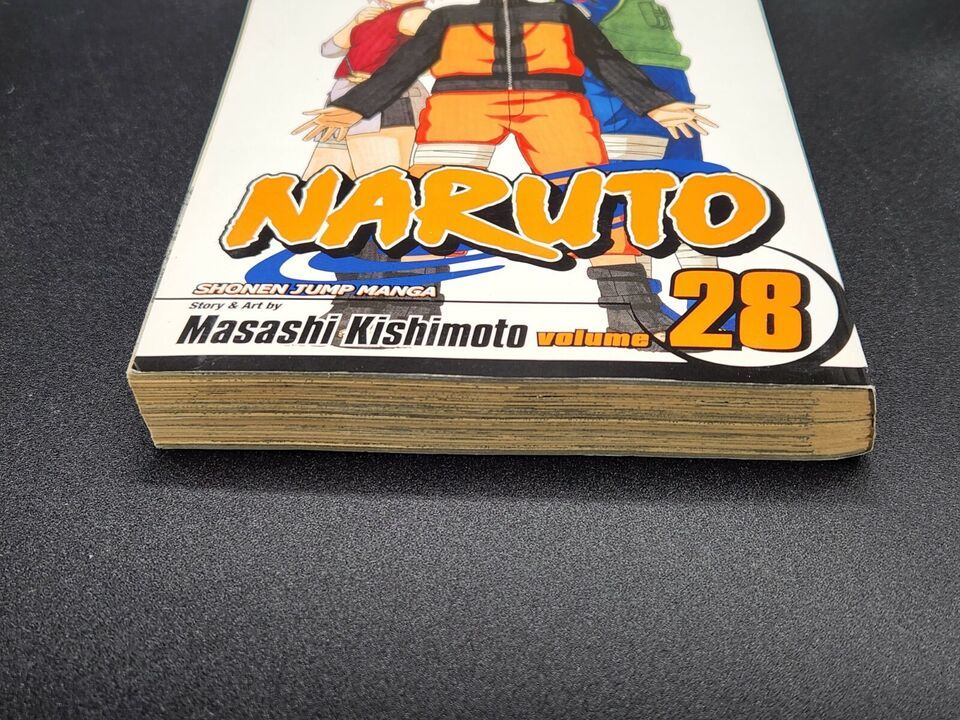 NARUTO
SHONEN JUMP MANGA
Story & Art by
Masashi Kishimoto volume 28